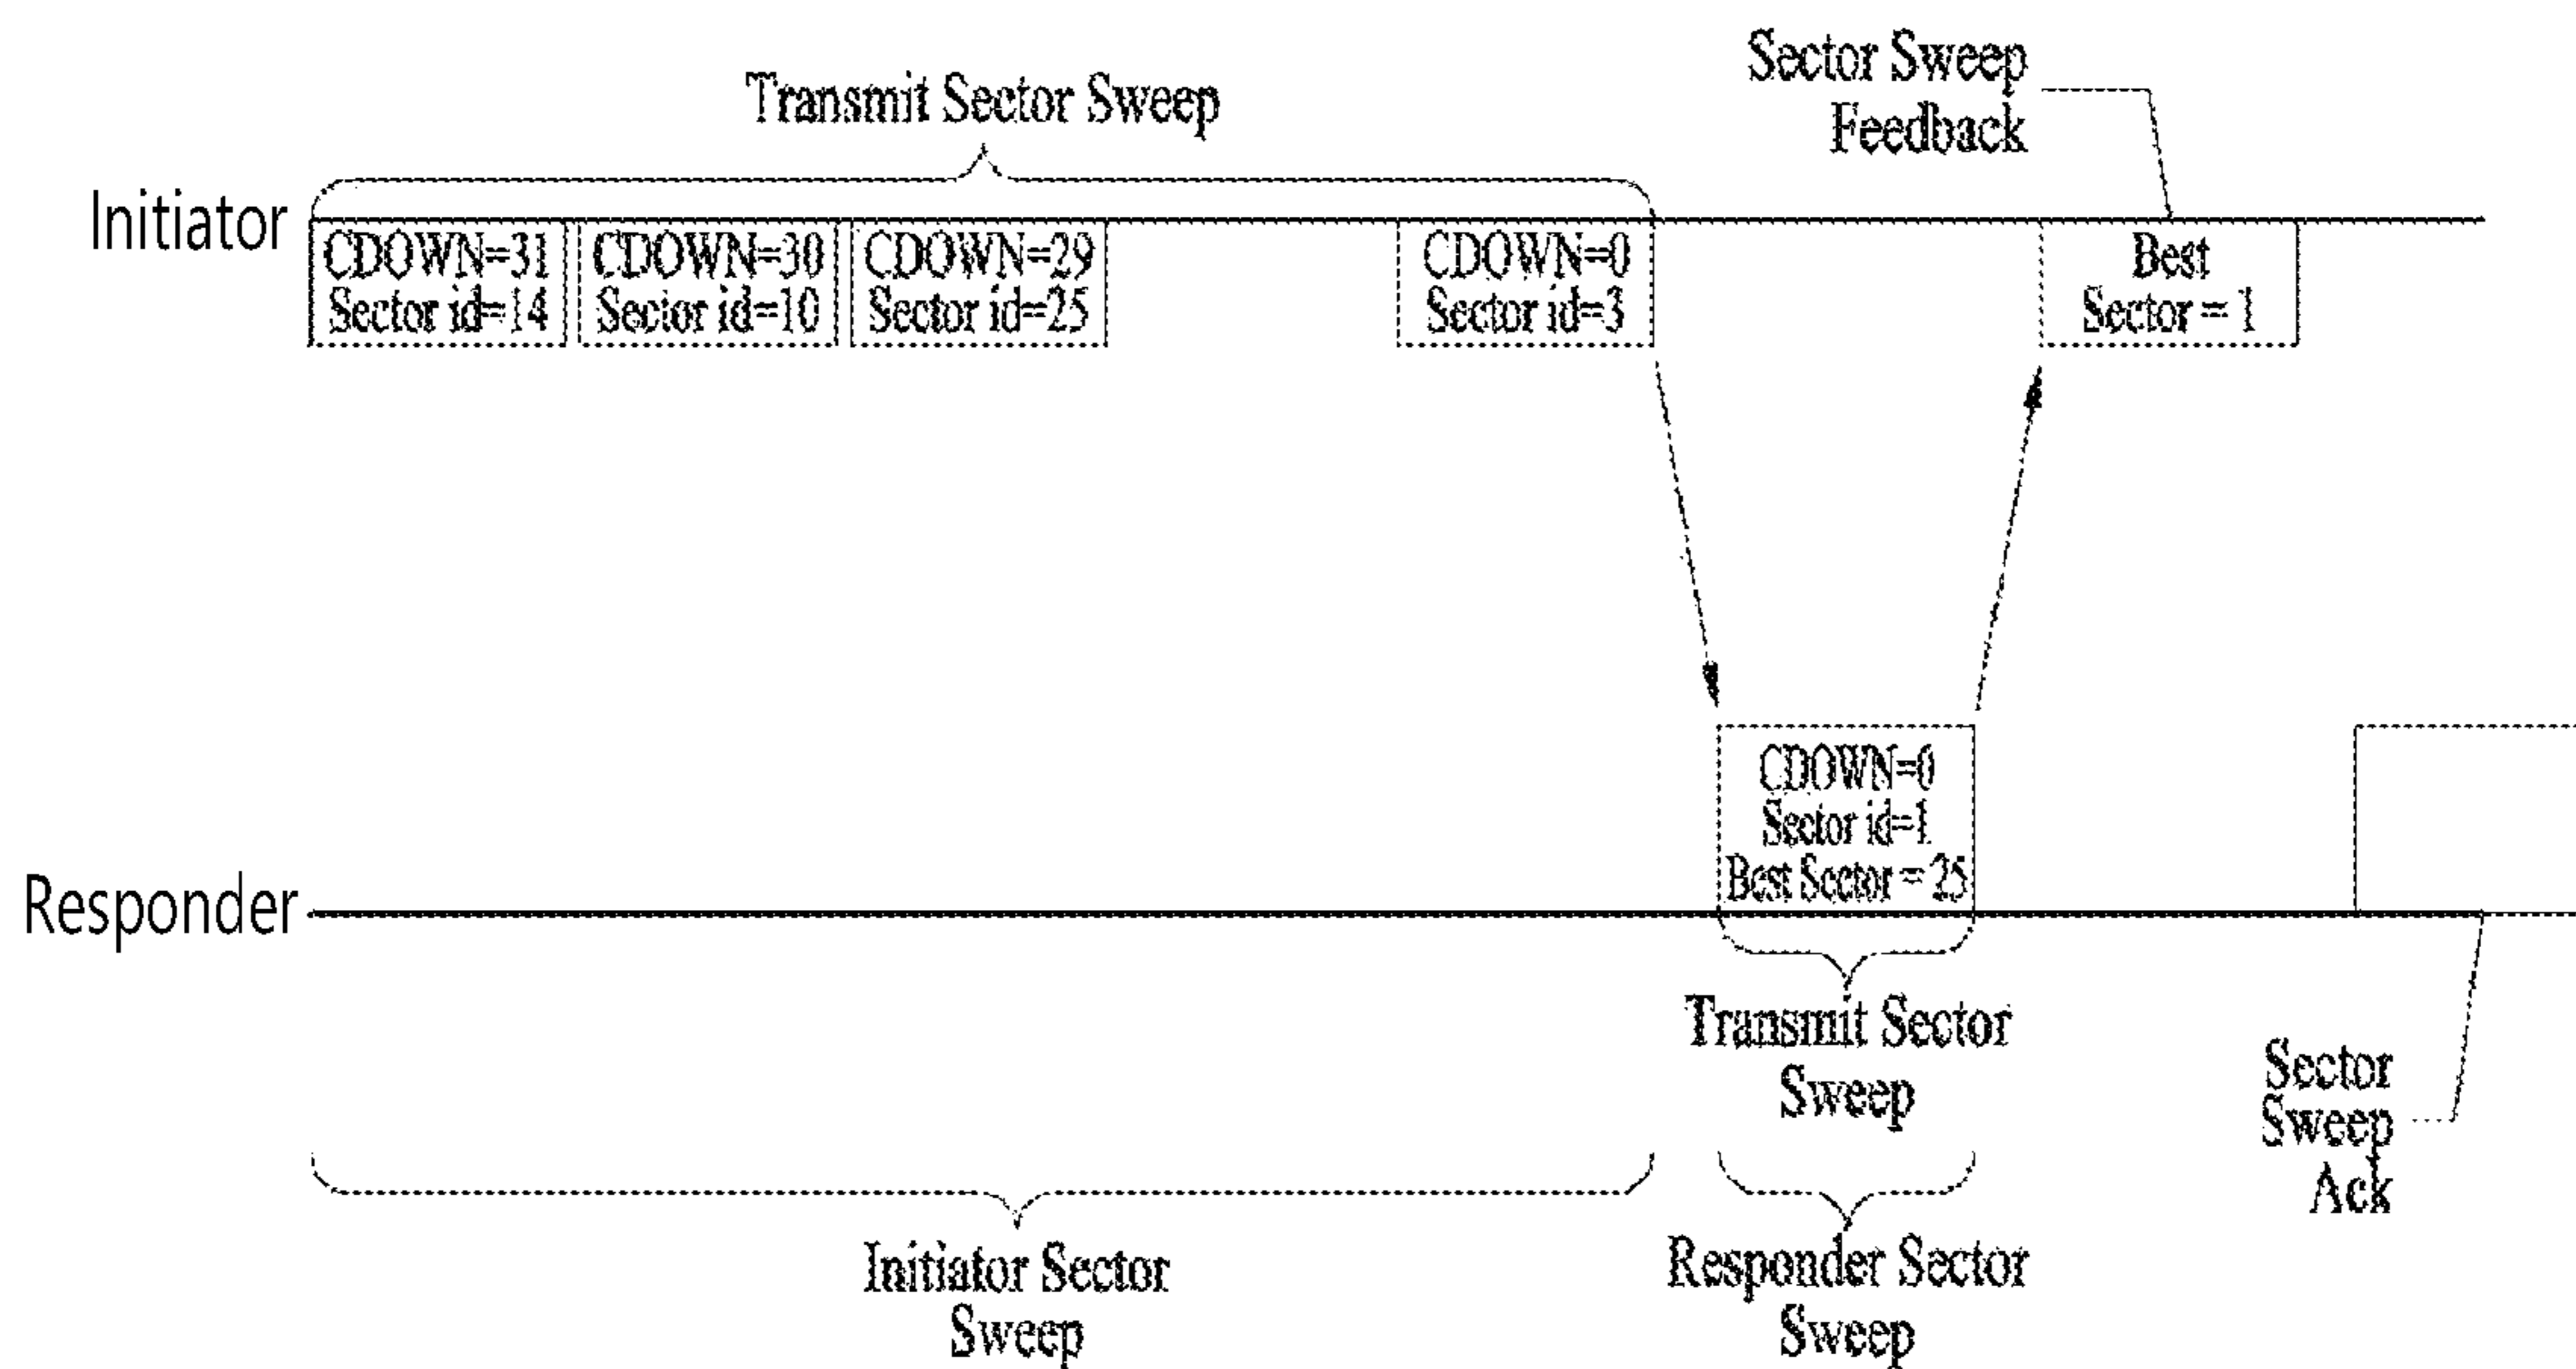 Sector Sweep
Feedback
Transmit Sector Sweep
Initiator
CDOWN=31
Sector id=14
CDOWN=30
Sector id=10
CDOWN=29
Sector id=25
CDOWN=0
Sector id=3
Best
Sector = 1
CDOWN=0
Sector id=1
Best Sector = 25
Responder
Transmit Sector
Sweep
Sector
Sweep
Ack
Initiator Sector
Sweep
Responder Sector
Sweep